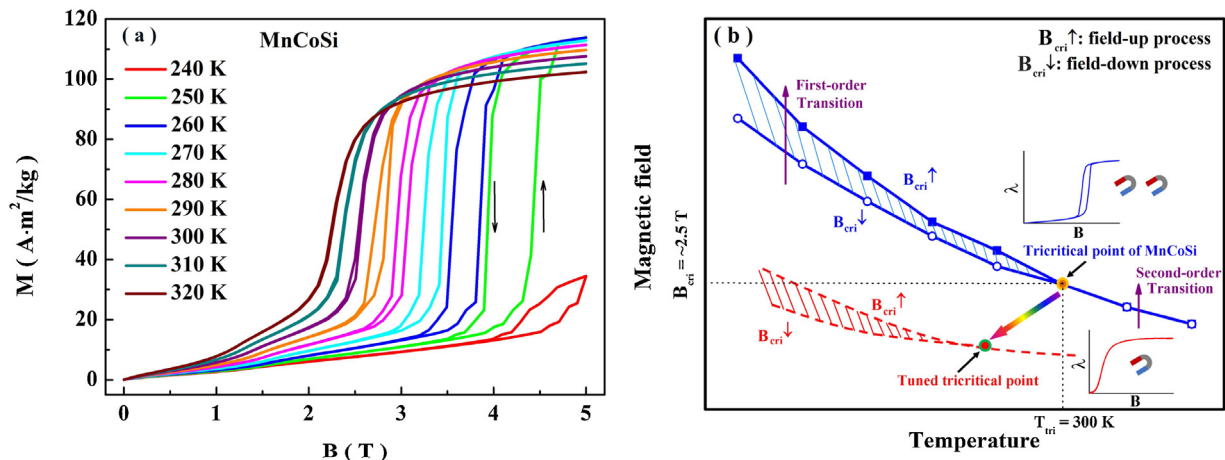 ( a )
MnCoSi
240 K
250 K
260 K
270 K
280 K
290 K
300 K
310 K
320 K
M ( A·m²/kg)
120
100
80
60
40
20
0
0
1
2
3
4
5
B ( T )
( b )
B_cri↑: field-up process
B_cri↓: field-down process
First-order
Transition
B_cri↑
B_cri↓
λ
B
Tricritical point of MnCoSi
Second-order
Transition
Magnetic field
B_cri = ~2.5 T
B_cri↑
B_cri↓
Tuned tricritical point
λ
B
T_tri = 300 K
Temperature